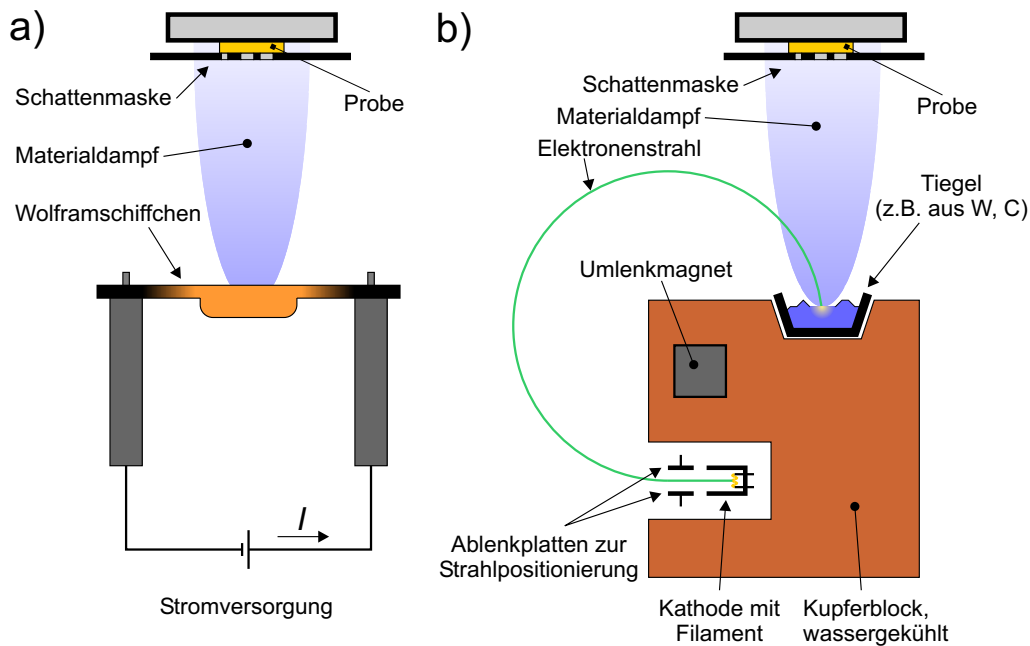 a)
Schattenmaske
Probe
Materialdampf
Wolframschiffchen
I
Stromversorgung
b)
Schattenmaske
Probe
Materialdampf
Elektronenstrahl
Tiegel
(z.B. aus W, C)
Umlenkmagnet
Ablenkplatten zur
Strahlpositionierung
Kathode mit
Filament
Kupferblock,
wassergekühlt